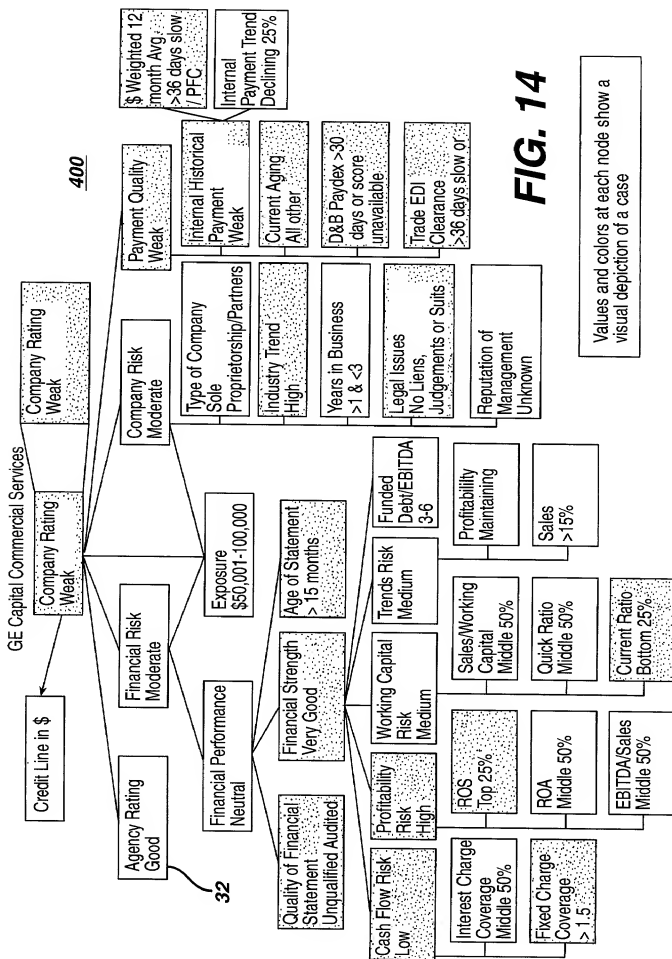 400
GE Capital Commercial Services
Credit Line in $
Company Rating
Weak
Company Rating
Weak
Agency Rating
Good
32
Financial Risk
Moderate
Company Risk
Moderate
Payment Quality
Weak
Exposure
$50,001-100,000
Financial Performance
Neutral
Quality of Financial
Statement
Unqualified Audited
Financial Strength
Very Good
Age of Statement
> 15 months
Cash Flow Risk
Low
Profitability
Risk
High
Working Capital
Risk
Medium
Trends Risk
Medium
Funded
Debt/EBITDA
3-6
Interest Charge
Coverage
Middle 50%
Fixed Charge
Coverage
> 1.5
ROS
Top 25%
ROA
Middle 50%
EBITDA/Sales
Middle 50%
Sales/Working
Capital
Middle 50%
Quick Ratio
Middle 50%
Current Ratio
Bottom 25%
Profitablility
Maintaining
Sales
>15%
Type of Company
Sole
Proprietorship/Partners
Industry Trend
High
Years in Business
>1 & <3
Legal Issues
No Liens,
Judgements or Suits
Reputation of
Management
Unknown
Internal Historical
Payment
Weak
Current Aging
All other
D&B Paydex >30
days or score
unavailable
Trade EDI
Clearance
>36 days slow or
$ Weighted 12
month Avg.
>36 days slow
/ PFC
Internal
Payment Trend
Declining 25%
FIG. 14
Values and colors at each node show a
visual depiction of a case